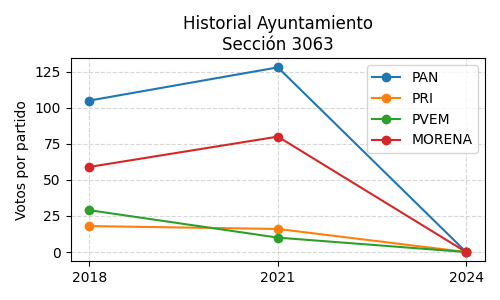 Historial Ayuntamiento
Sección 3063
Votos por partido
125
100
75
50
25
0
2018
2021
2024
PAN
PRI
PVEM
MORENA